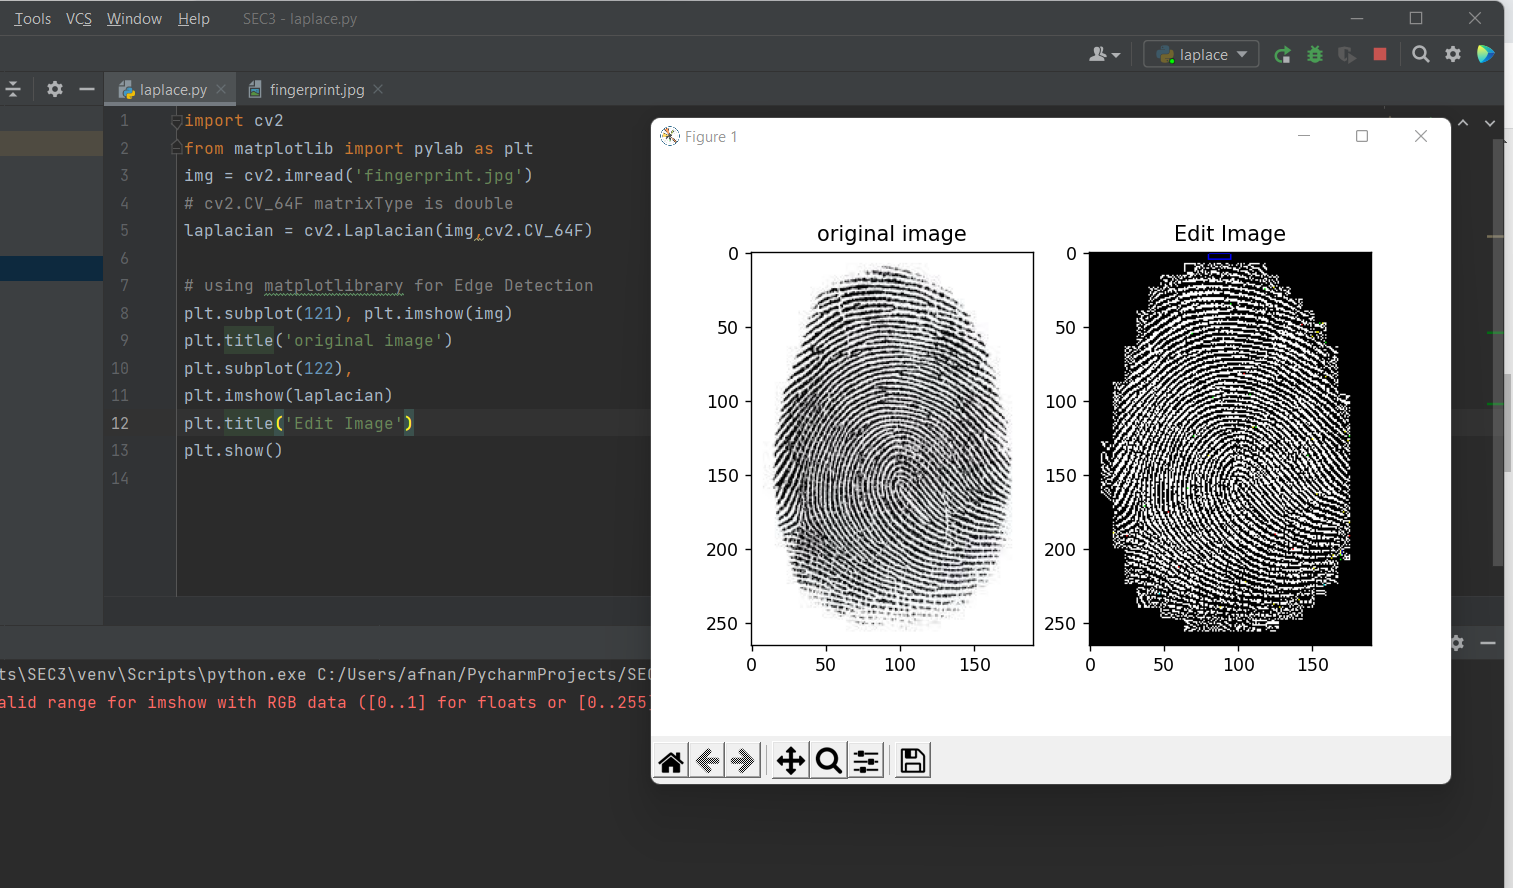 Tools VCS Window Help SEC3 - laplace.py
laplace
laplace.py fingerprint.jpg
1 import cv2
2 from matplotlib import pylab as plt
3 img = cv2.imread('fingerprint.jpg')
4 # cv2.CV_64F matrixType is double
5 laplacian = cv2.Laplacian(img,cv2.CV_64F)
6
7 # using matplotlibrary for Edge Detection
8 plt.subplot(121), plt.imshow(img)
9 plt.title('original image')
10 plt.subplot(122),
11 plt.imshow(laplacian)
12 plt.title('Edit Image')
13 plt.show()
14
Figure 1
original image
0
50
100
150
200
250
0 50 100 150
Edit Image
0
50
100
150
200
250
0 50 100 150
ts\SEC3\venv\Scripts\python.exe C:/Users/afnan/PycharmProjects/SEC
alid range for imshow with RGB data ([0..1] for floats or [0..255]